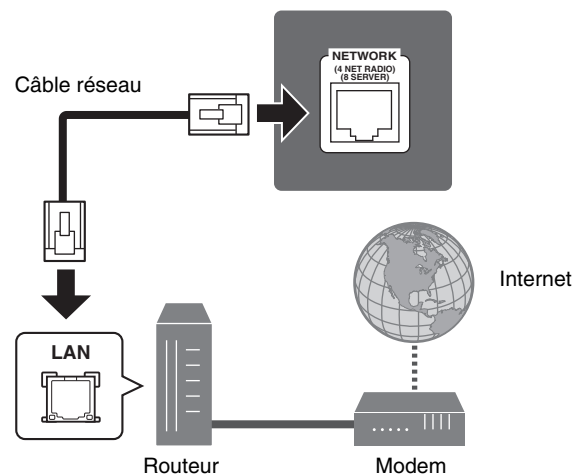 NETWORK
(4 NET RADIO)
(8 SERVER)
Câble réseau
Internet
LAN
Routeur
Modem